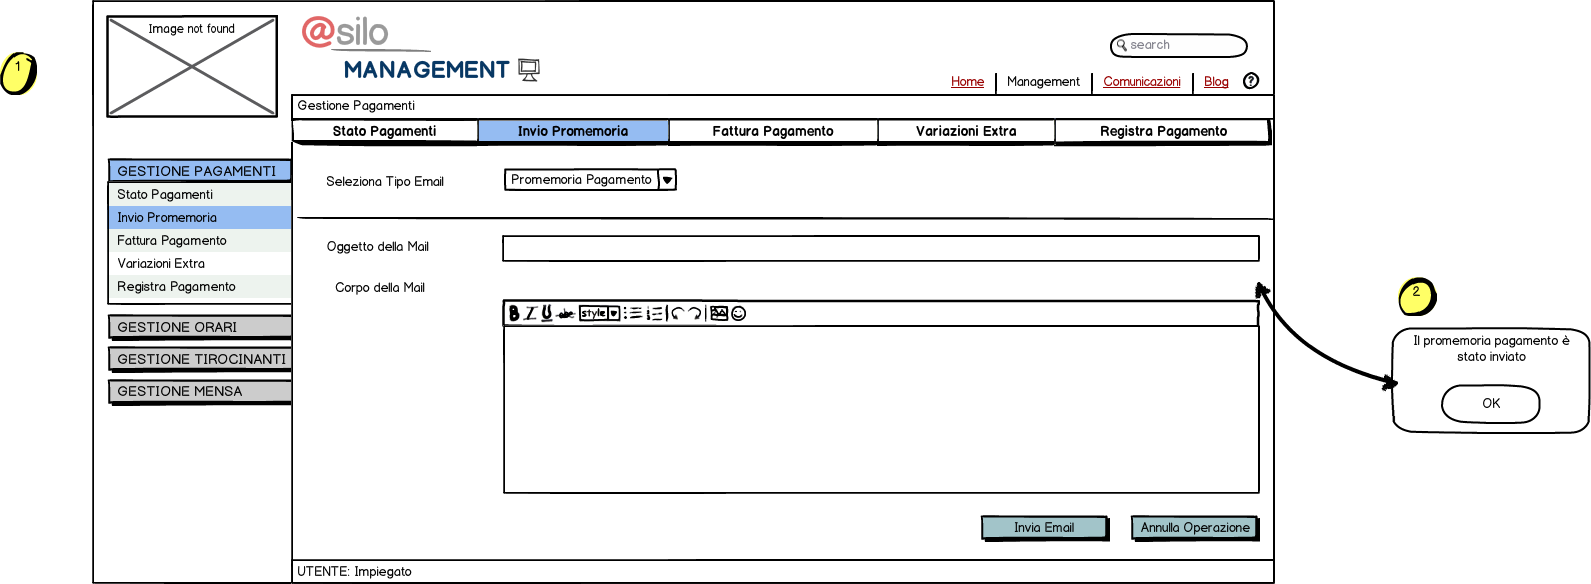 1
Image not found
@silo
MANAGEMENT
search
Home
Management
Comunicazioni
Blog
?
Gestione Pagamenti
Stato Pagamenti
Invio Promemoria
Fattura Pagamento
Variazioni Extra
Registra Pagamento
GESTIONE PAGAMENTI
Stato Pagamenti
Invio Promemoria
Fattura Pagamento
Variazioni Extra
Registra Pagamento
GESTIONE ORARI
GESTIONE TIROCINANTI
GESTIONE MENSA
Seleziona Tipo Email
Promemoria Pagamento
Oggetto della Mail
Corpo della Mail
B I U abc style
Invia Email
Annulla Operazione
UTENTE: Impiegato
2
Il promemoria pagamento è
stato inviato
OK